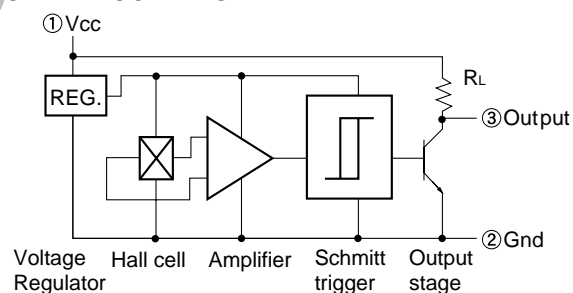 ①Vcc
REG.
RL
③Output
②Gnd
Voltage Regulator
Hall cell
Amplifier
Schmitt trigger
Output stage